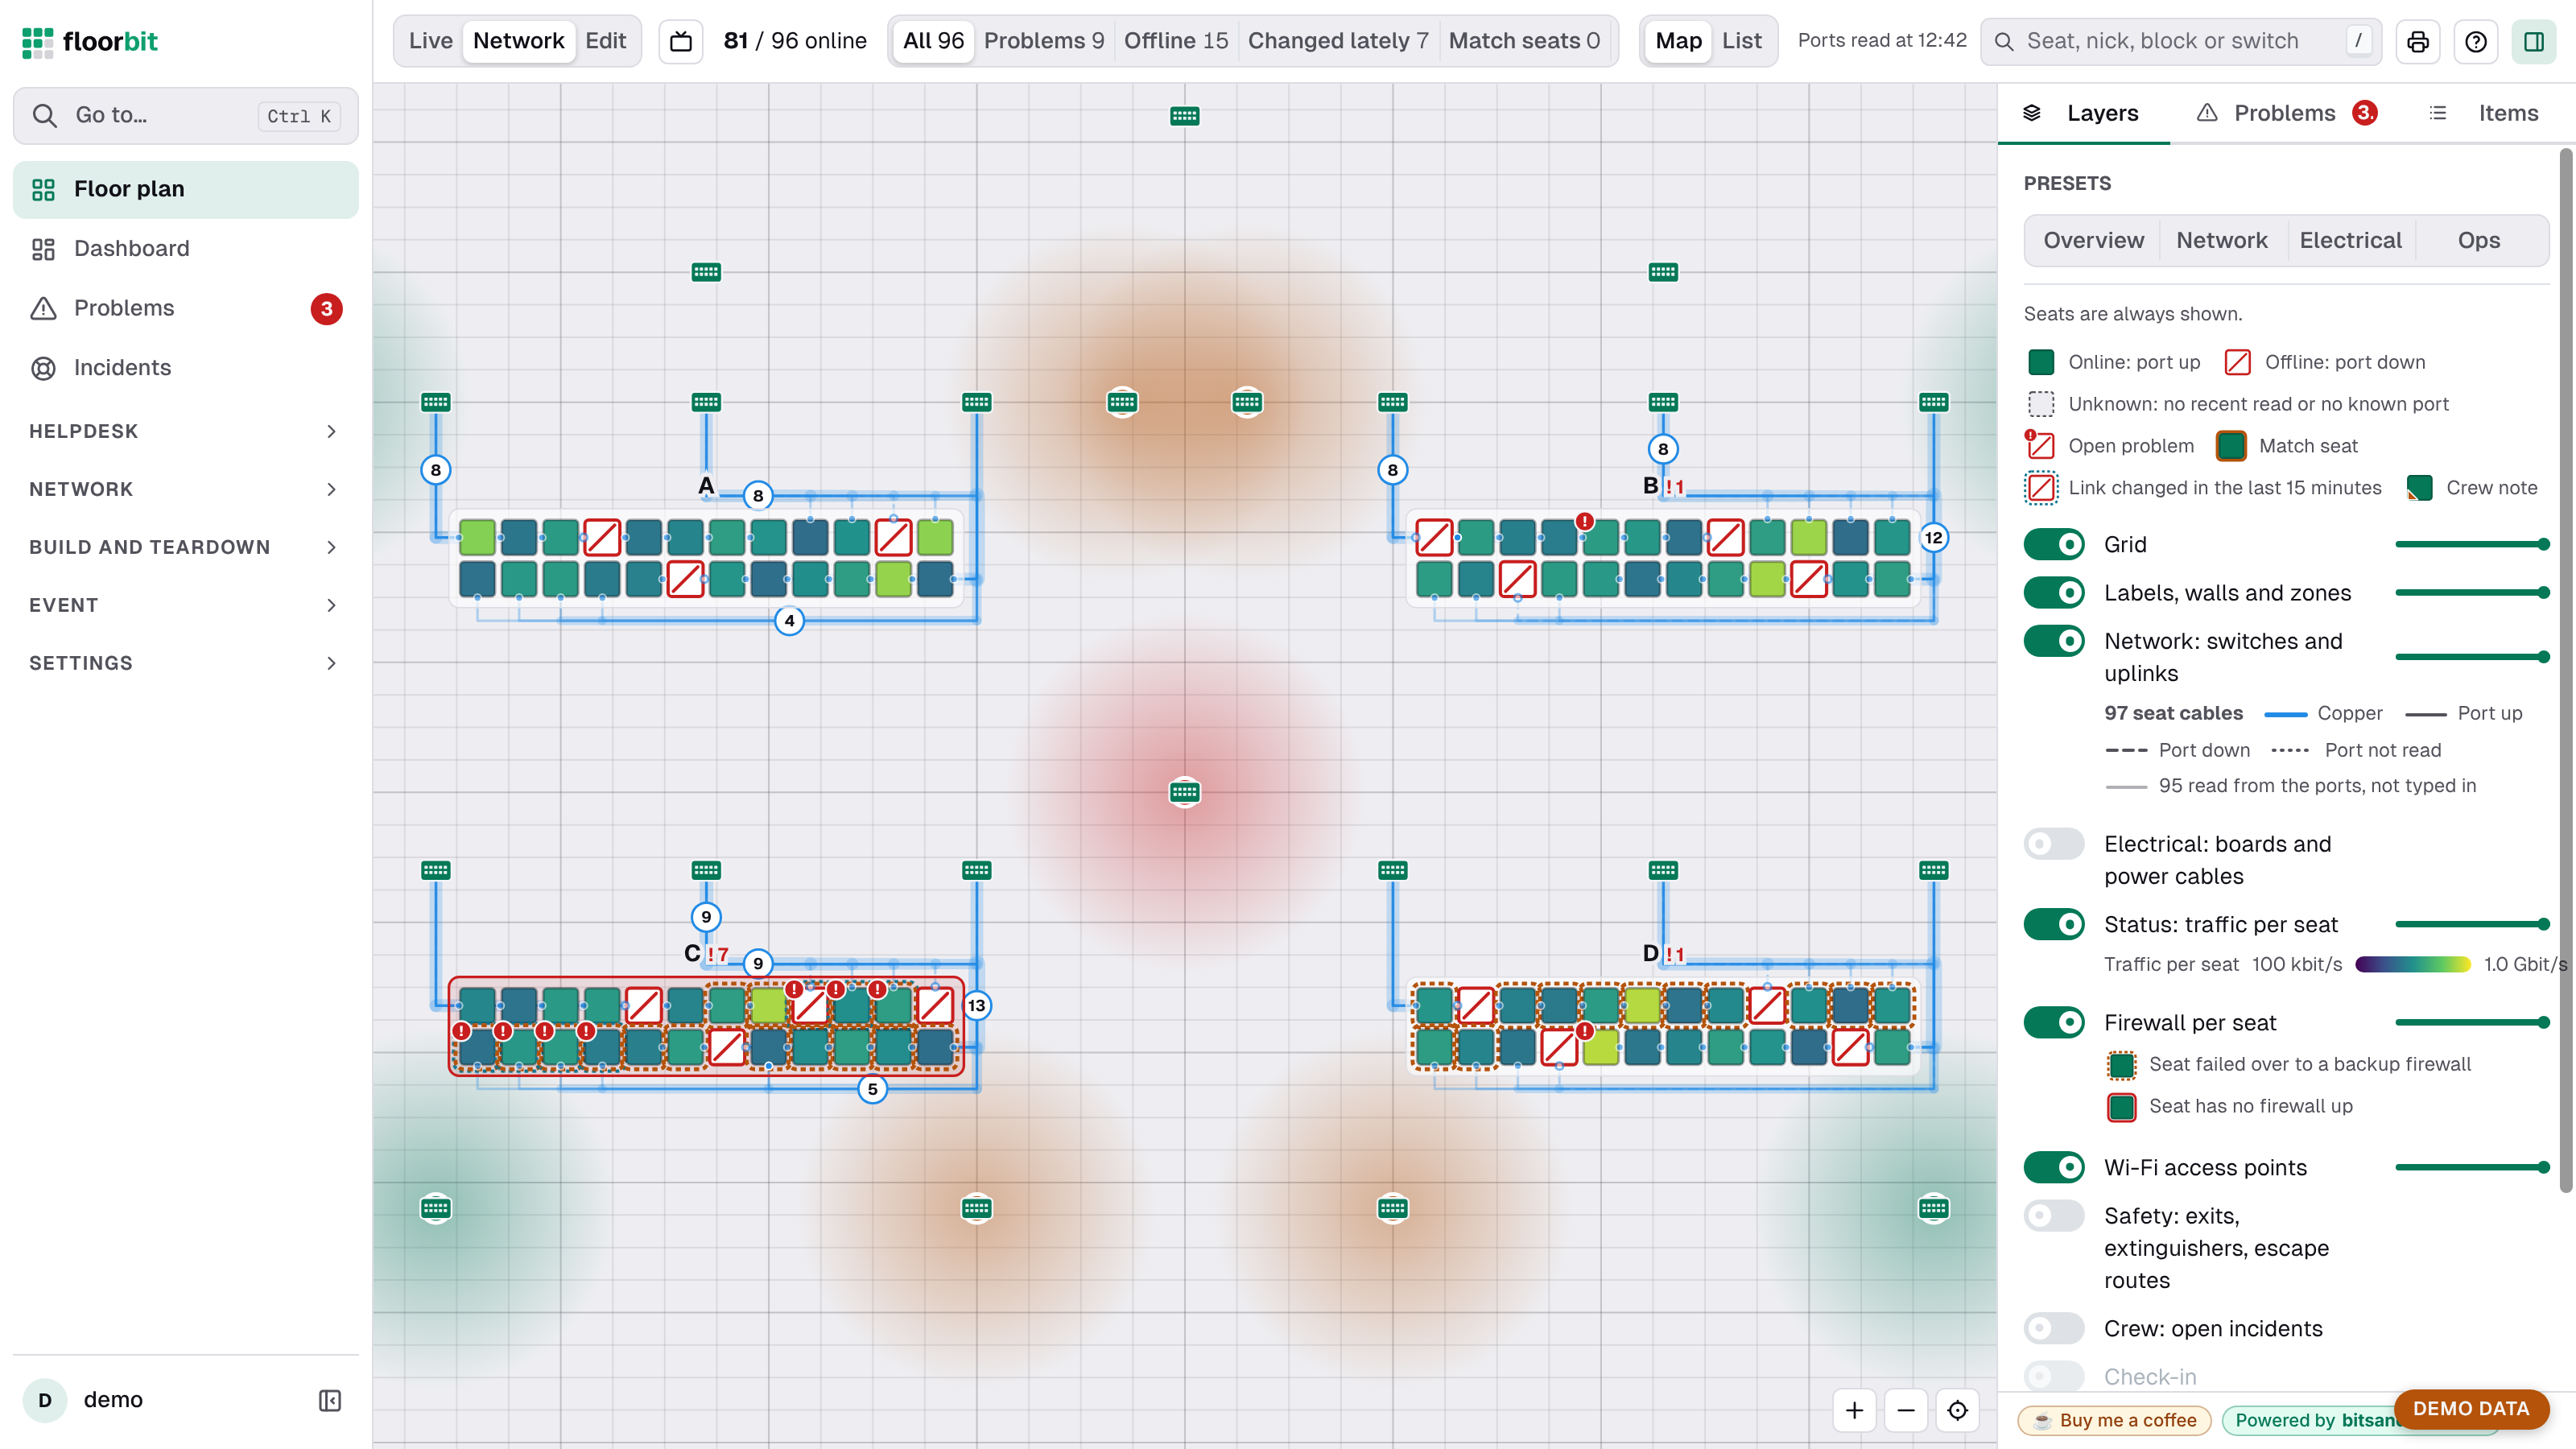 floorbit
Live Network Edit 81 / 96 online All 96 Problems 9 Offline 15 Changed lately 7 Match seats 0 Map List Ports read at 12:42 Seat, nick, block or switch /
Go to... Ctrl K
Floor plan
Dashboard
Problems 3
Incidents
HELPDESK
NETWORK
BUILD AND TEARDOWN
EVENT
SETTINGS
D demo
8 8 8 8
A 8 B !1
12
4
9
C !7 9 D !1
13
5
Layers Problems 3. Items
PRESETS
Overview Network Electrical Ops
Seats are always shown.
Online: port up Offline: port down
Unknown: no recent read or no known port
Open problem Match seat
Link changed in the last 15 minutes Crew note
Grid
Labels, walls and zones
Network: switches and
uplinks
97 seat cables Copper Port up
Port down Port not read
95 read from the ports, not typed in
Electrical: boards and
power cables
Status: traffic per seat
Traffic per seat 100 kbit/s 1.0 Gbit/s
Firewall per seat
Seat failed over to a backup firewall
Seat has no firewall up
Wi-Fi access points
Safety: exits,
extinguishers, escape
routes
Crew: open incidents
Check-in
Buy me a coffee Powered by DEMO DATA